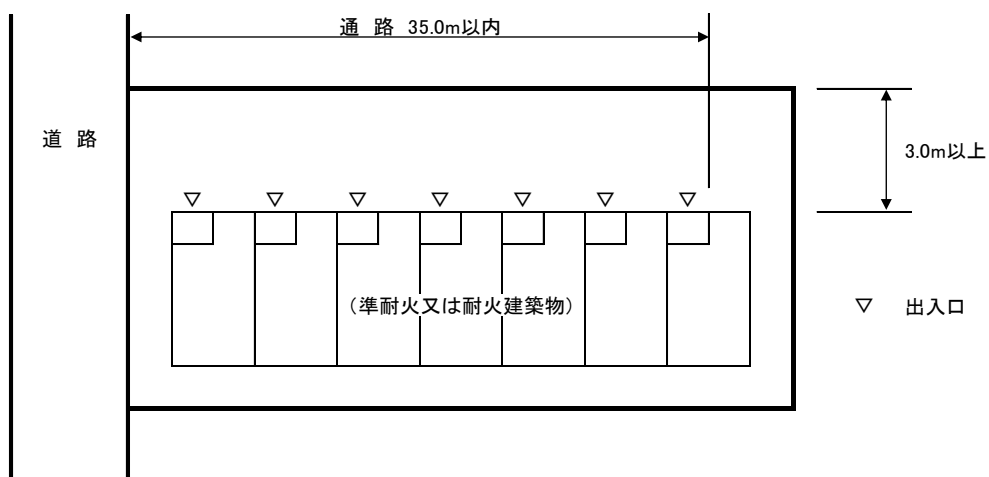 通 路 35.0m以内
道 路
3.0m以上
▽ ▽ ▽ ▽ ▽ ▽ ▽
（準耐火又は耐火建築物）
▽ 出入口